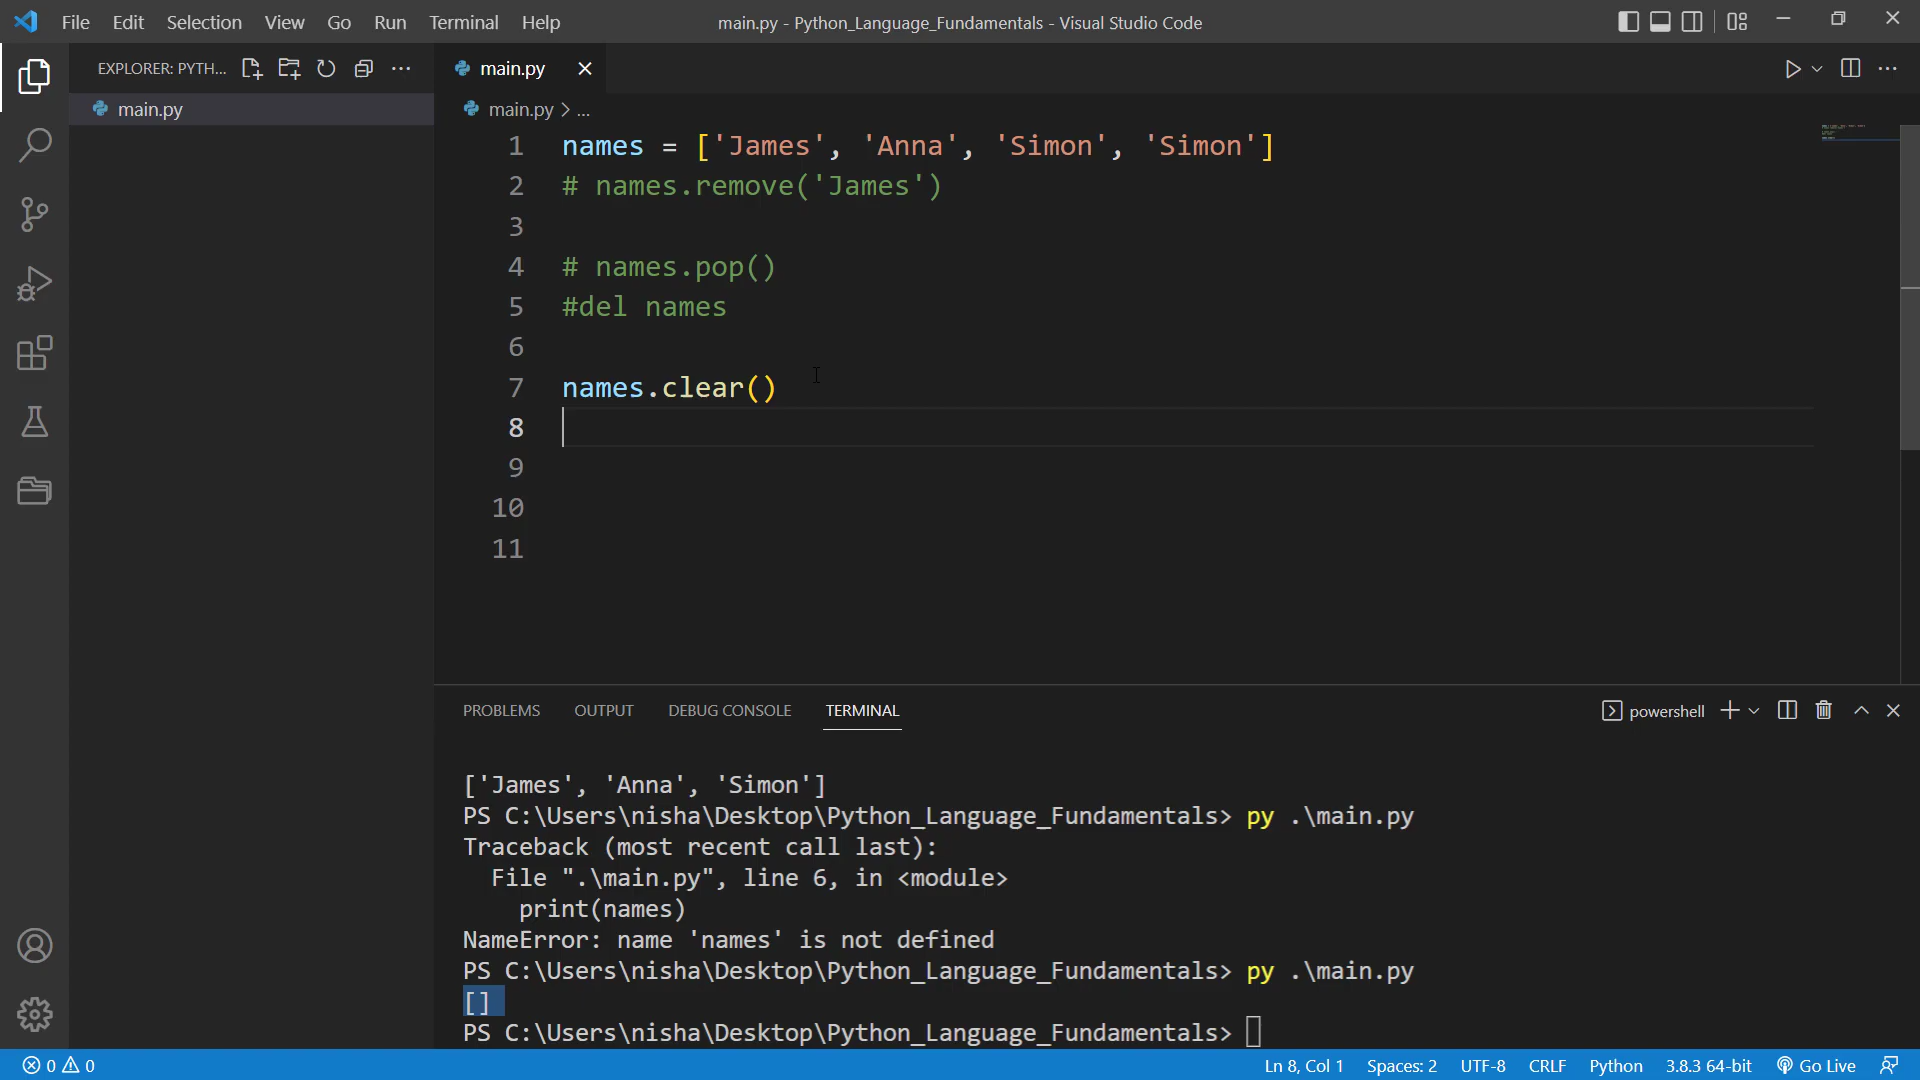 File Edit Selection View Go Run Terminal Help
main.py - Python_Language_Fundamentals - Visual Studio Code
EXPLORER: PYTH...
main.py
main.py
main.py > ...
1 names = ['James', 'Anna', 'Simon', 'Simon']
2 # names.remove('James')
3
4 # names.pop()
5 #del names
6
7 names.clear()
8
9
10
11
PROBLEMS OUTPUT DEBUG CONSOLE TERMINAL
powershell
['James', 'Anna', 'Simon']
PS C:\Users\nisha\Desktop\Python_Language_Fundamentals> py .\main.py
Traceback (most recent call last):
  File ".\main.py", line 6, in <module>
    print(names)
NameError: name 'names' is not defined
PS C:\Users\nisha\Desktop\Python_Language_Fundamentals> py .\main.py
[]
PS C:\Users\nisha\Desktop\Python_Language_Fundamentals>
0 0 Ln 8, Col 1 Spaces: 2 UTF-8 CRLF Python 3.8.3 64-bit Go Live